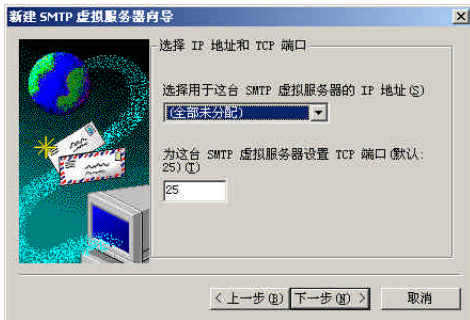 新建 SMTP 虚拟服务器向导
选择 IP 地址和 TCP 端口
选择用于这台 SMTP 虚拟服务器的 IP 地址(S)
(全部未分配)
为这台 SMTP 虚拟服务器设置 TCP 端口(默认:
25)(T)
25
< 上一步(B) 下一步(N) > 取消